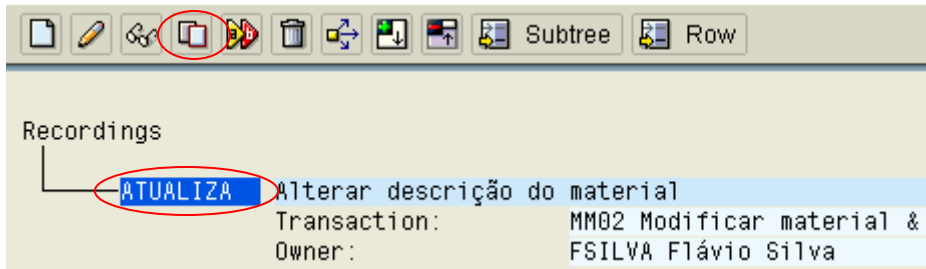 Subtree Row
Recordings
ATUALIZA Alterar descrição do material
Transaction: MM02 Modificar material &
Owner: FSILVA Flávio Silva